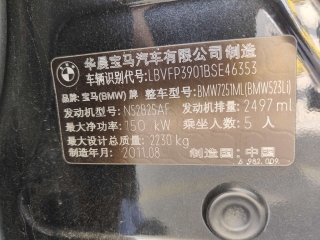 BMW
华晨宝马汽车有限公司制造
车辆识别代号: LBVFP3901BSE46353
品牌: 宝马(BMW)牌 整车型号: BMW7251ML(BMW523Li)
发动机型号: N52B25AF 发动机排量: 2497 ml
最大净功率: 150 kW 乘坐人数: 5 人
最大设计总质量: 2230 kg
制造年月: 2011.08 制造国: 中国
6 982 009